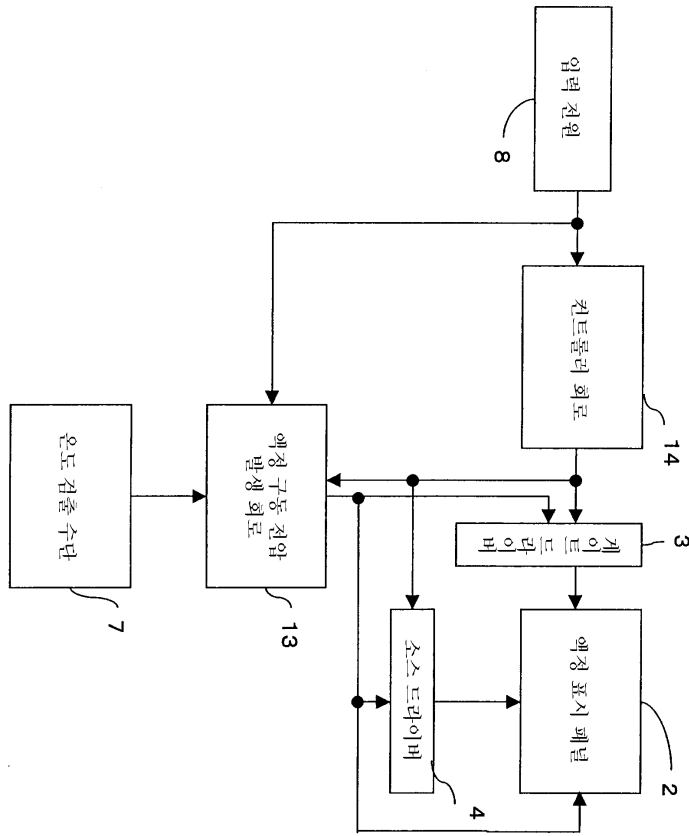 입력 전원
8
컨트롤러 회로
14
게이트 드라이버
3
액정 표시 패널
2
소스 드라이버
4
액정 구동 전압
발생 회로
13
온도 검출 수단
7